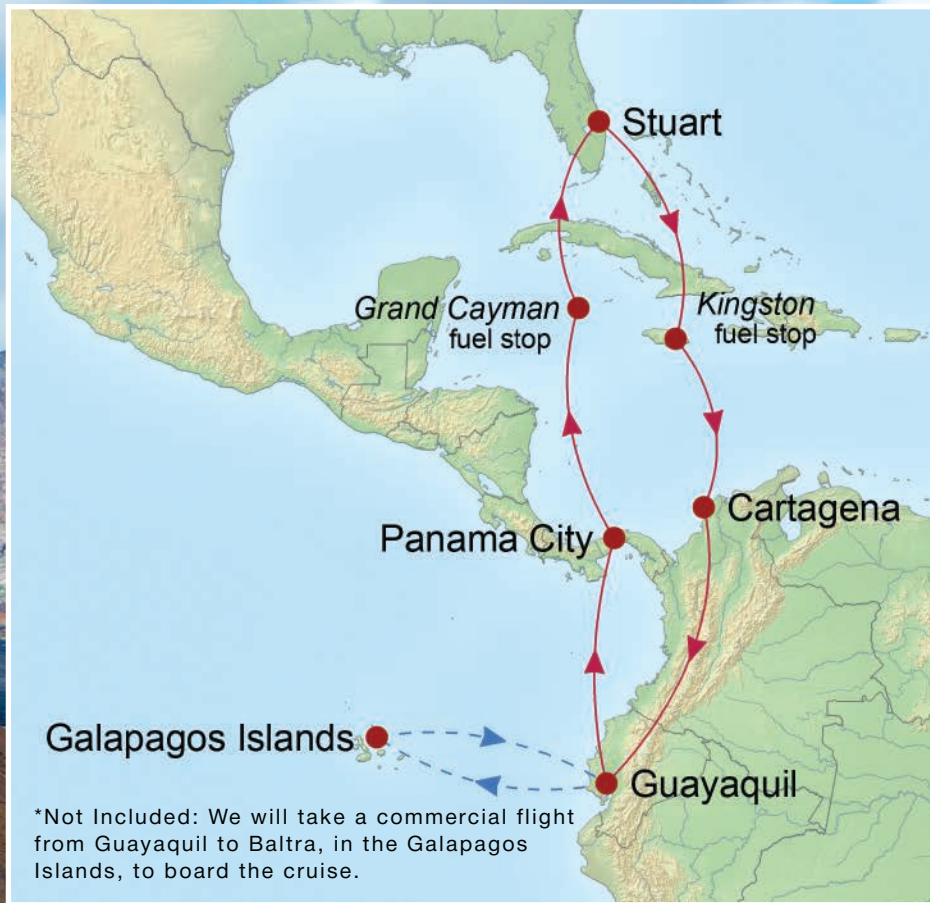 Stuart
Grand Cayman
fuel stop
Kingston
fuel stop
Cartagena
Panama City
Galapagos Islands
Guayaquil
*Not Included: We will take a commercial flight
from Guayaquil to Baltra, in the Galapagos
Islands, to board the cruise.